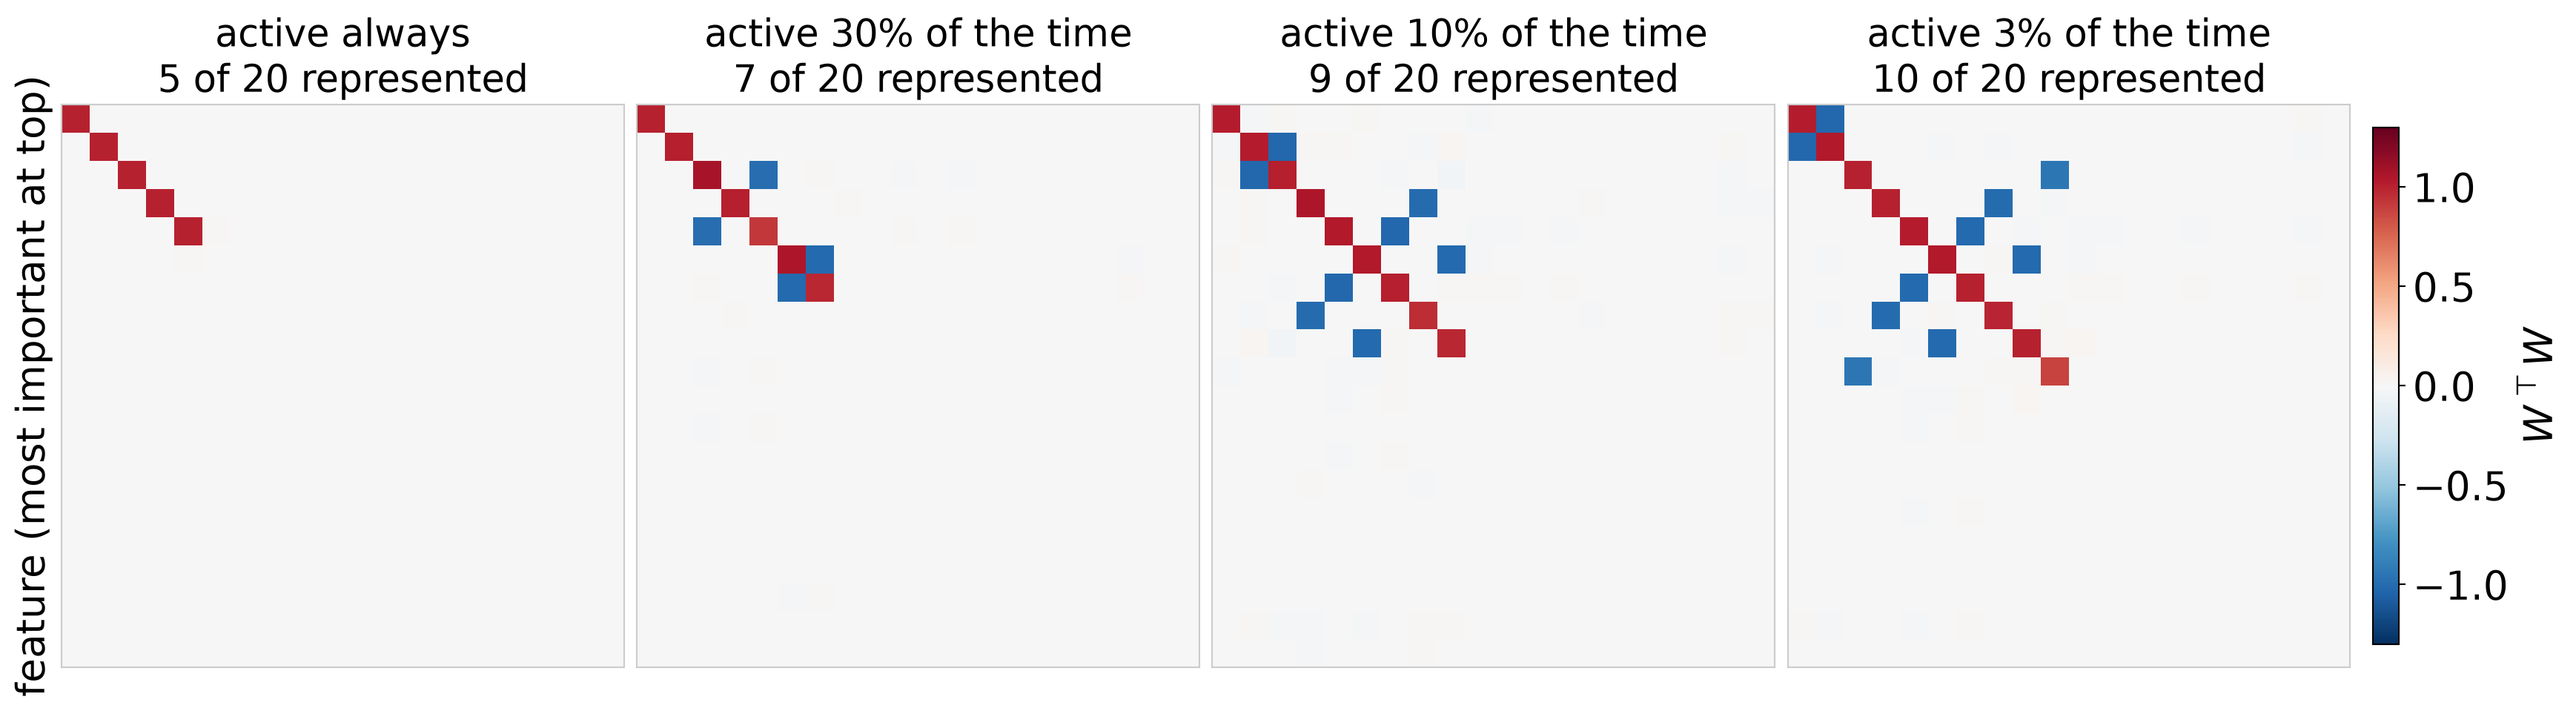 active always
5 of 20 represented
active 30% of the time
7 of 20 represented
active 10% of the time
9 of 20 represented
active 3% of the time
10 of 20 represented
feature (most important at top)
1.0
0.5
0.0
−0.5
−1.0
W⊤W